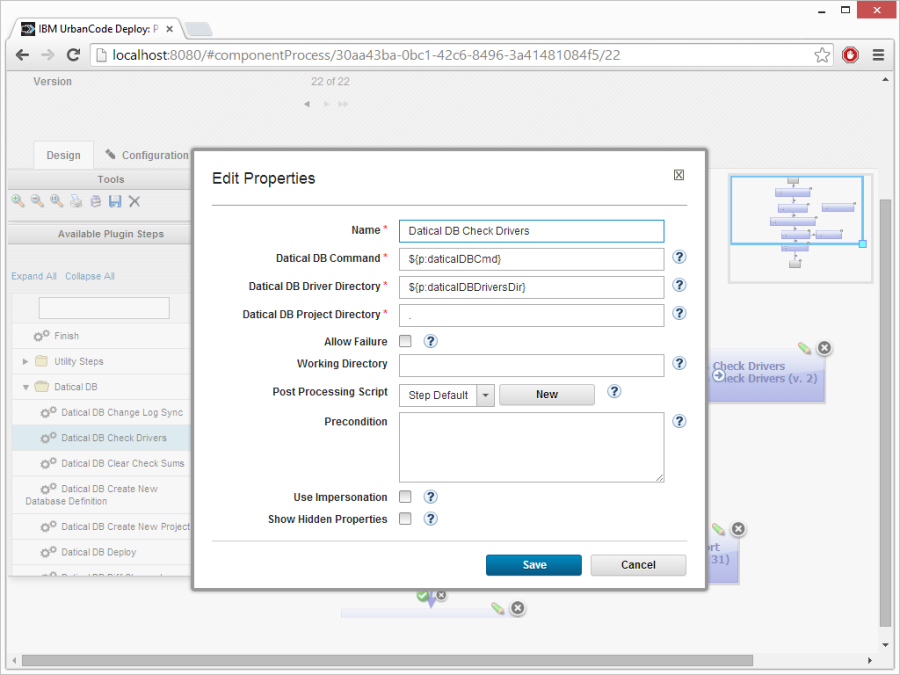 IBM UrbanCode Deploy: P
localhost:8080/#componentProcess/30aa43ba-0bc1-42c6-8496-3a41481084f5/22
Version
22 of 22
Design
Configuration
Tools
Available Plugin Steps
Expand All Collapse All
Finish
Utility Steps
Datical DB
Datical DB Change Log Sync
Datical DB Check Drivers
Datical DB Clear Check Sums
Datical DB Create New
Database Definition
Datical DB Create New Project
Datical DB Deploy
Edit Properties
Name *
Datical DB Check Drivers
Datical DB Command *
${p:daticalDBCmd}
Datical DB Driver Directory *
${p:daticalDBDriversDir}
Datical DB Project Directory *
.
Allow Failure
Working Directory
Post Processing Script
Step Default
New
Precondition
Use Impersonation
Show Hidden Properties
Save
Cancel
Check Drivers
Check Drivers (v. 2)
ort
31)